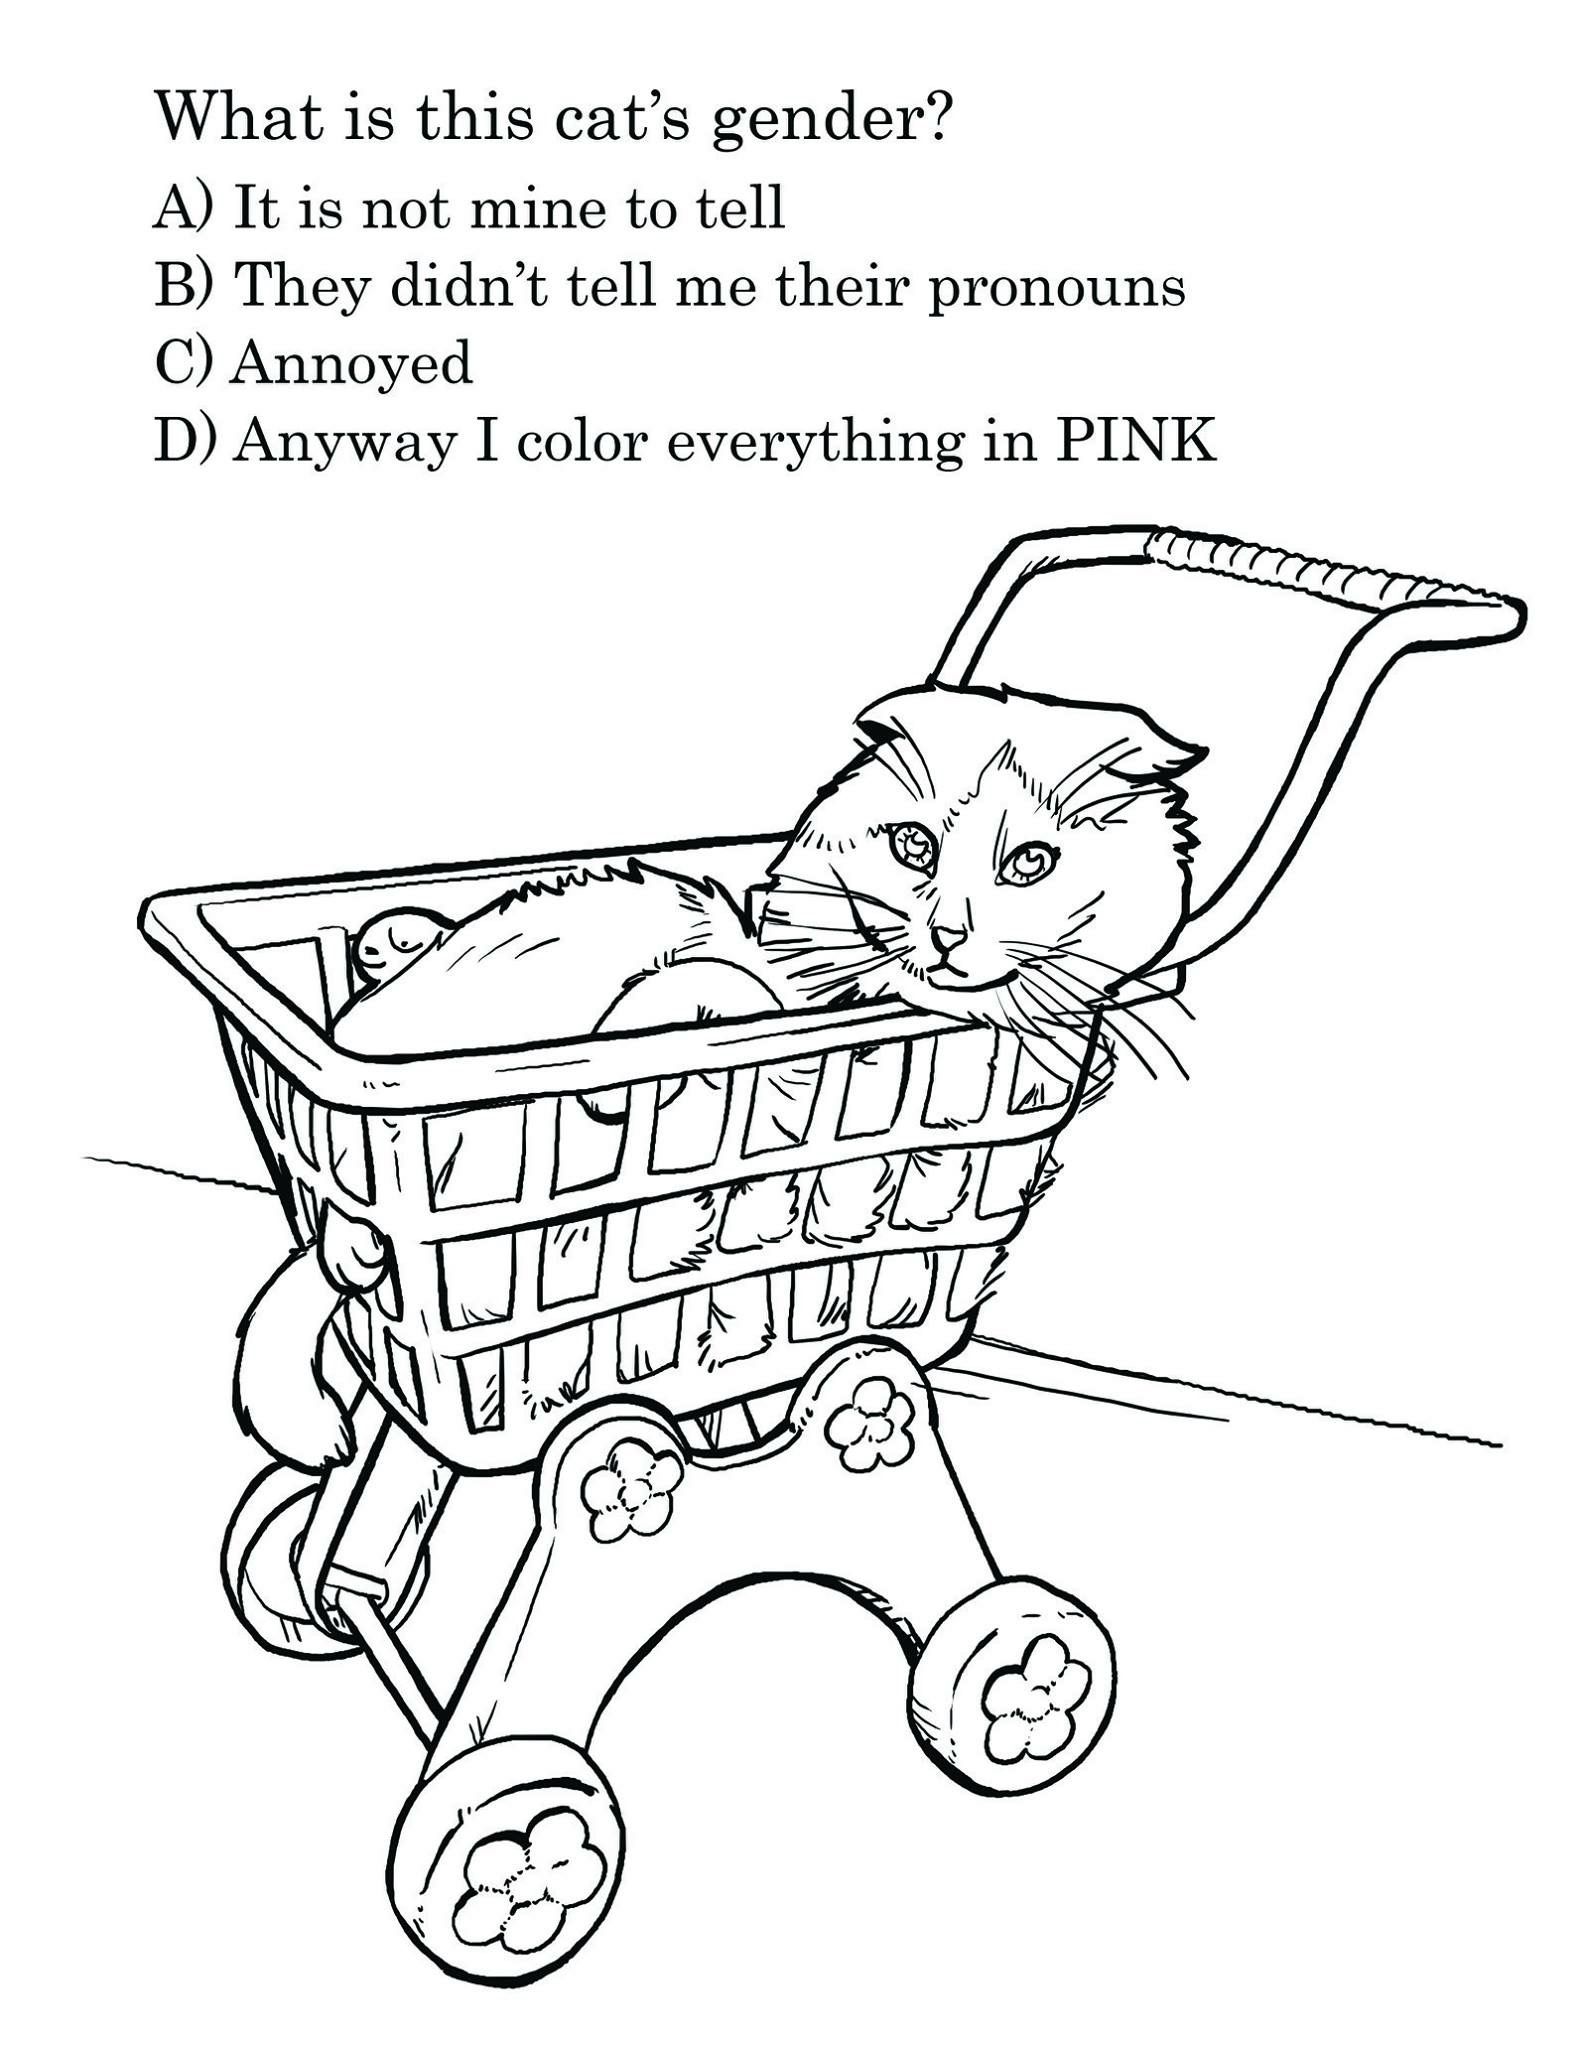 What is this cat’s gender?
A) It is not mine to tell
B) They didn’t tell me their pronouns
C) Annoyed
D) Anyway I color everything in PINK